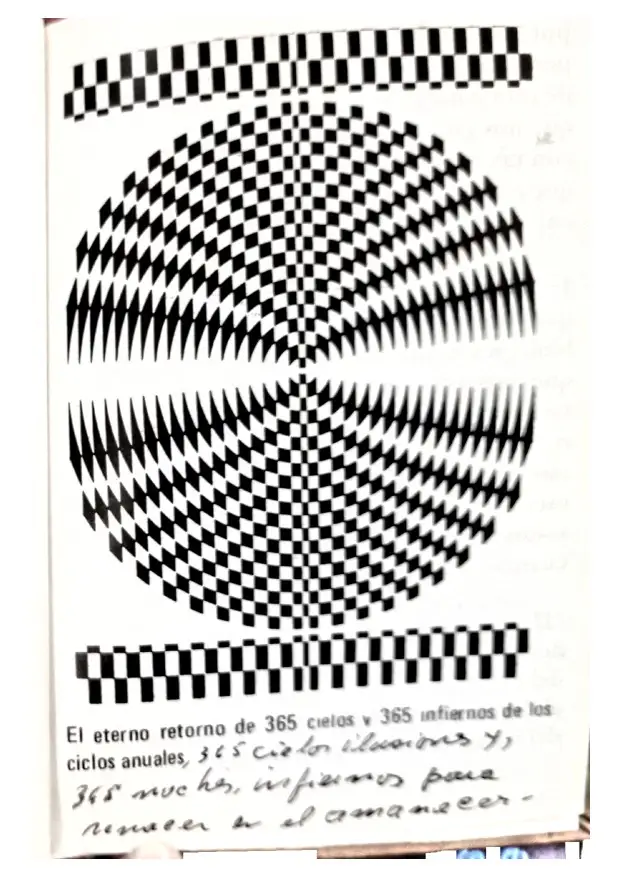 El eterno retorno de 365 cielos y 365 infiernos de los
ciclos anuales, 365 cielos ilusiones y,
365 noches, infiernos para
renacer en el amanecer-